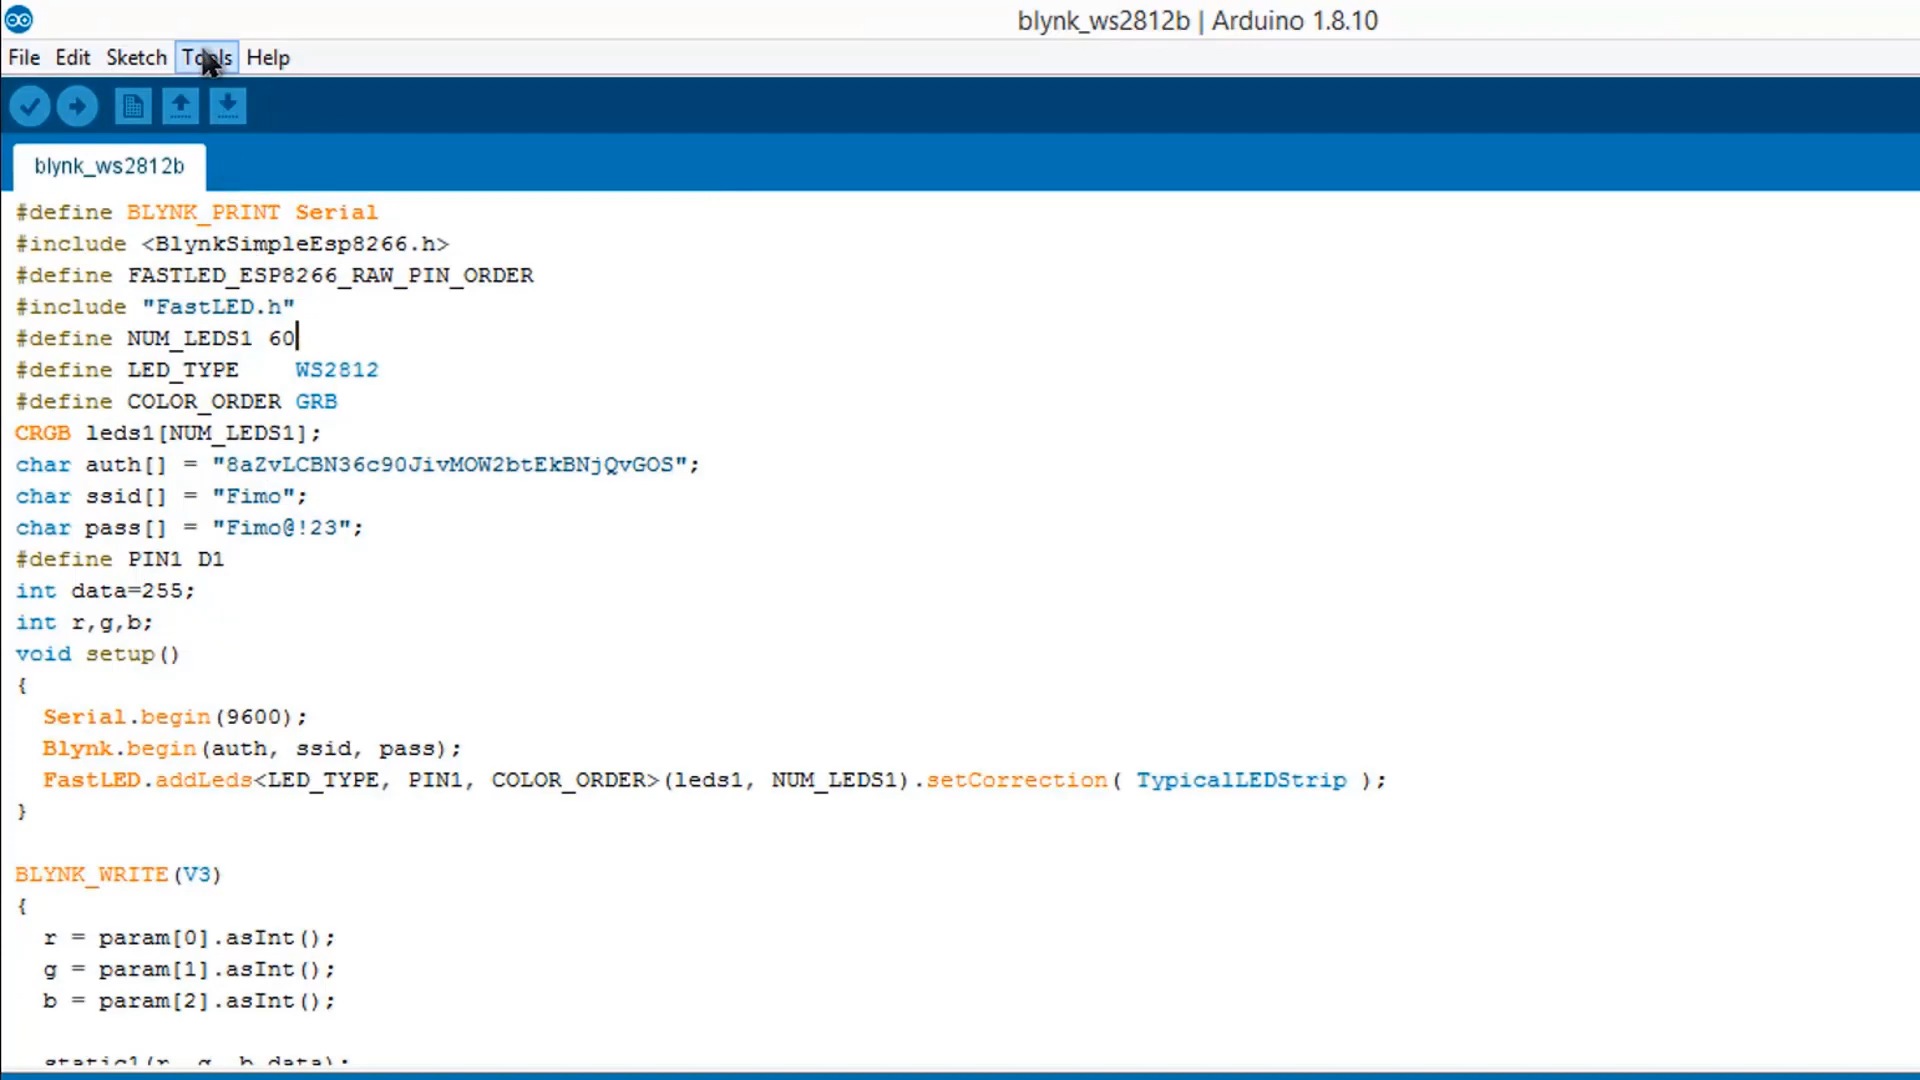 blynk_ws2812b | Arduino 1.8.10
File Edit Sketch Tools Help
blynk_ws2812b
#define BLYNK_PRINT Serial
#include <BlynkSimpleEsp8266.h>
#define FASTLED_ESP8266_RAW_PIN_ORDER
#include "FastLED.h"
#define NUM_LEDS1 60
#define LED_TYPE    WS2812
#define COLOR_ORDER GRB
CRGB leds1[NUM_LEDS1];
char auth[] = "8aZvLCBN36c90JivMOW2btEkBNjQvGOS";
char ssid[] = "Fimo";
char pass[] = "Fimo@!23";
#define PIN1 D1
int data=255;
int r,g,b;
void setup()
{
  Serial.begin(9600);
  Blynk.begin(auth, ssid, pass);
  FastLED.addLeds<LED_TYPE, PIN1, COLOR_ORDER>(leds1, NUM_LEDS1).setCorrection( TypicalLEDStrip );
}
BLYNK_WRITE(V3)
{
  r = param[0].asInt();
  g = param[1].asInt();
  b = param[2].asInt();
  static1(r, g, b,data);